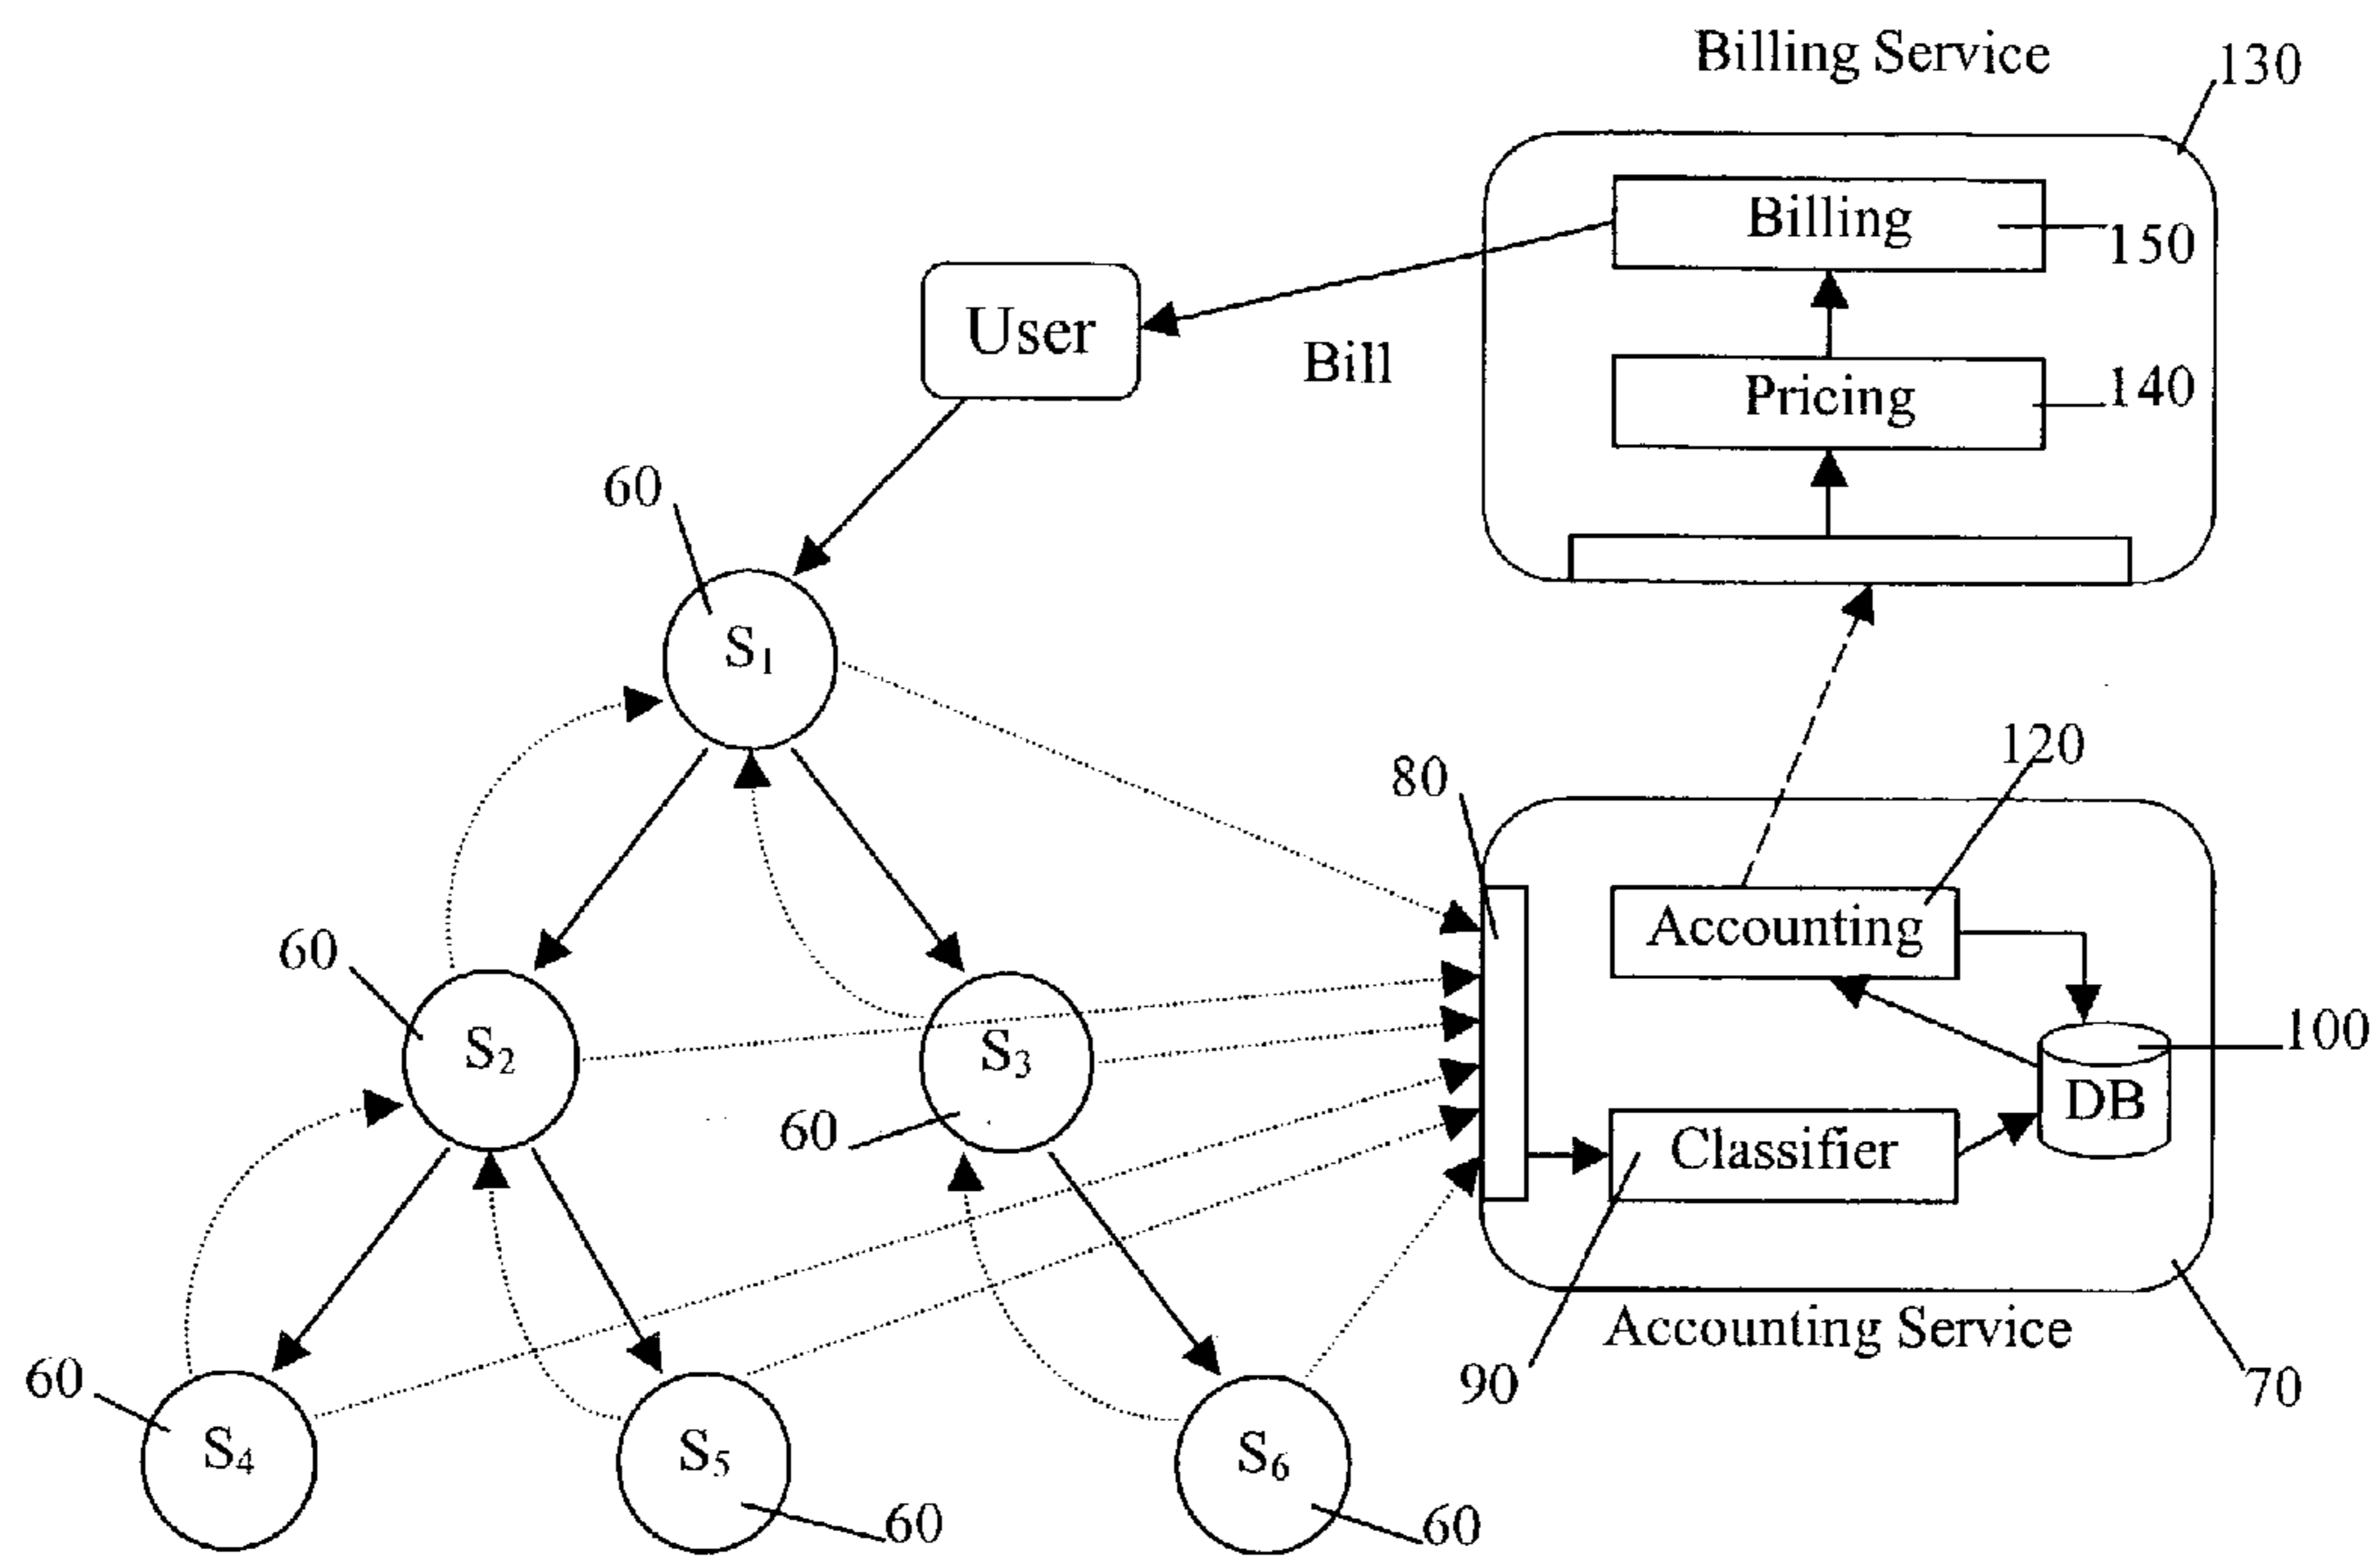 Billing Service
130
Billing
150
User
Bill
Pricing
140
60
S1
120
80
60
Accounting
100
S2
S3
DB
60
Classifier
Accounting Service
60
90
70
S4
S5
S6
60
60